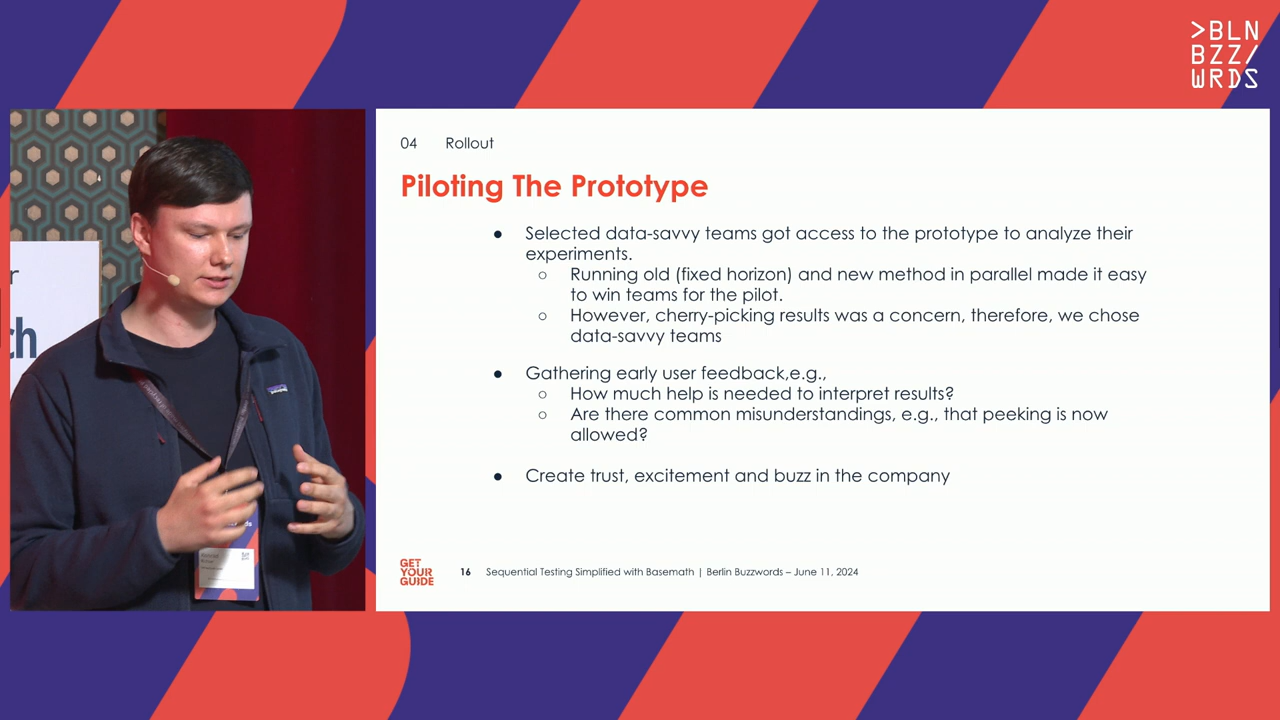 >BLN
BZZ/
WRDS
r
ch
04 Rollout
Piloting The Prototype
● Selected data-savvy teams got access to the prototype to analyze their
experiments.
○ Running old (fixed horizon) and new method in parallel made it easy
to win teams for the pilot.
○ However, cherry-picking results was a concern, therefore, we chose
data-savvy teams
● Gathering early user feedback,e.g.,
○ How much help is needed to interpret results?
○ Are there common misunderstandings, e.g., that peeking is now
allowed?
● Create trust, excitement and buzz in the company
GET
YOUR
GUIDE
16 Sequential Testing Simplified with Basemath | Berlin Buzzwords – June 11, 2024